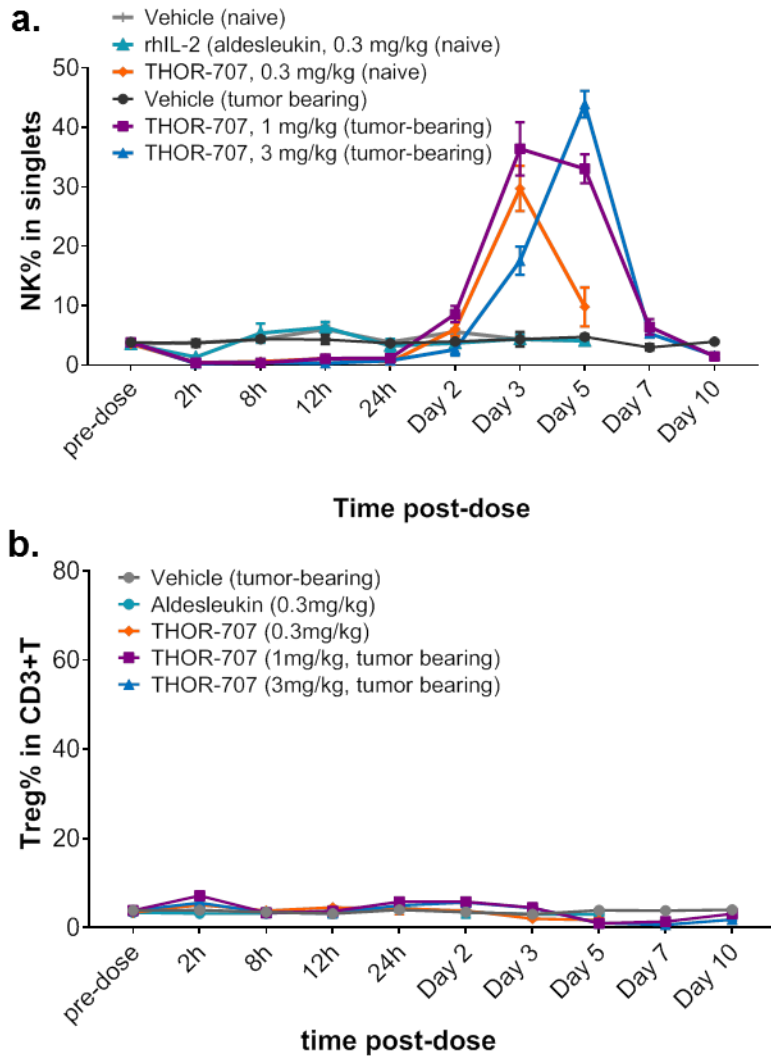 a.
Vehicle (naive)
rhIL-2 (aldesleukin, 0.3 mg/kg (naive)
THOR-707, 0.3 mg/kg (naive)
Vehicle (tumor bearing)
THOR-707, 1 mg/kg (tumor-bearing)
THOR-707, 3 mg/kg (tumor-bearing)
NK% in singlets
50
40
30
20
10
0
pre-dose
2h
8h
12h
24h
Day 2
Day 3
Day 5
Day 7
Day 10
Time post-dose
b.
Vehicle (tumor-bearing)
Aldesleukin (0.3mg/kg)
THOR-707 (0.3mg/kg)
THOR-707 (1mg/kg, tumor bearing)
THOR-707 (3mg/kg, tumor bearing)
Treg% in CD3+T
80
60
40
20
0
pre-dose
2h
8h
12h
24h
Day 2
Day 3
Day 5
Day 7
Day 10
time post-dose